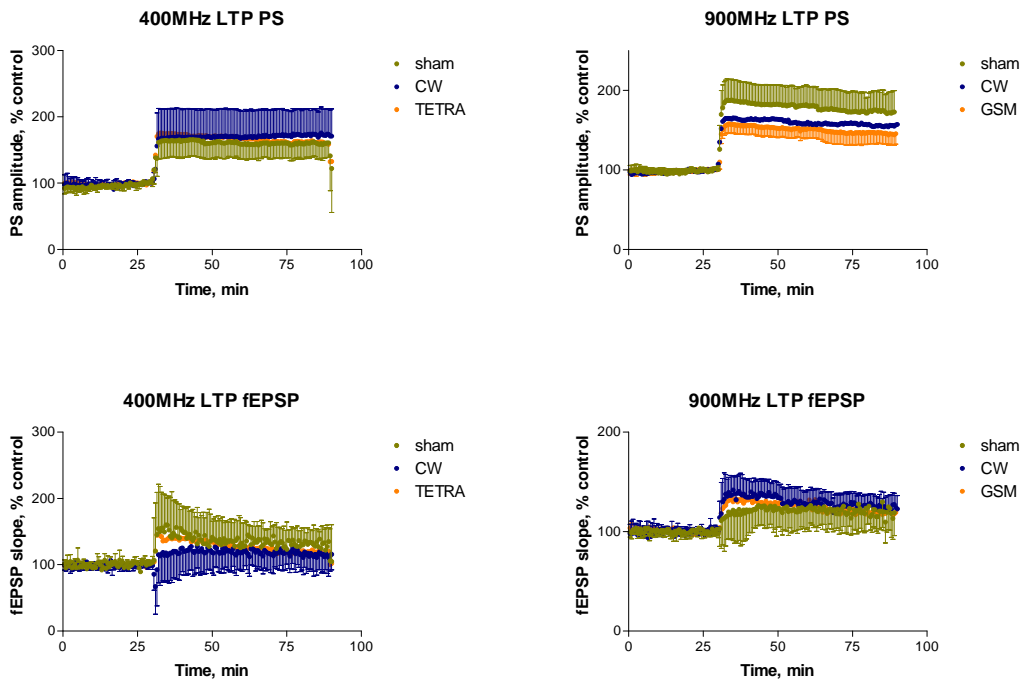 400MHz LTP PS
PS amplitude, % control
300
200
100
0
0 25 50 75 100
Time, min
sham
CW
TETRA
900MHz LTP PS
PS amplitude, % control
200
100
0
0 25 50 75 100
Time, min
sham
CW
GSM
400MHz LTP fEPSP
fEPSP slope, % control
300
200
100
0
0 25 50 75 100
Time, min
sham
CW
TETRA
900MHz LTP fEPSP
fEPSP slope, % control
200
100
0
0 25 50 75 100
Time, min
sham
CW
GSM